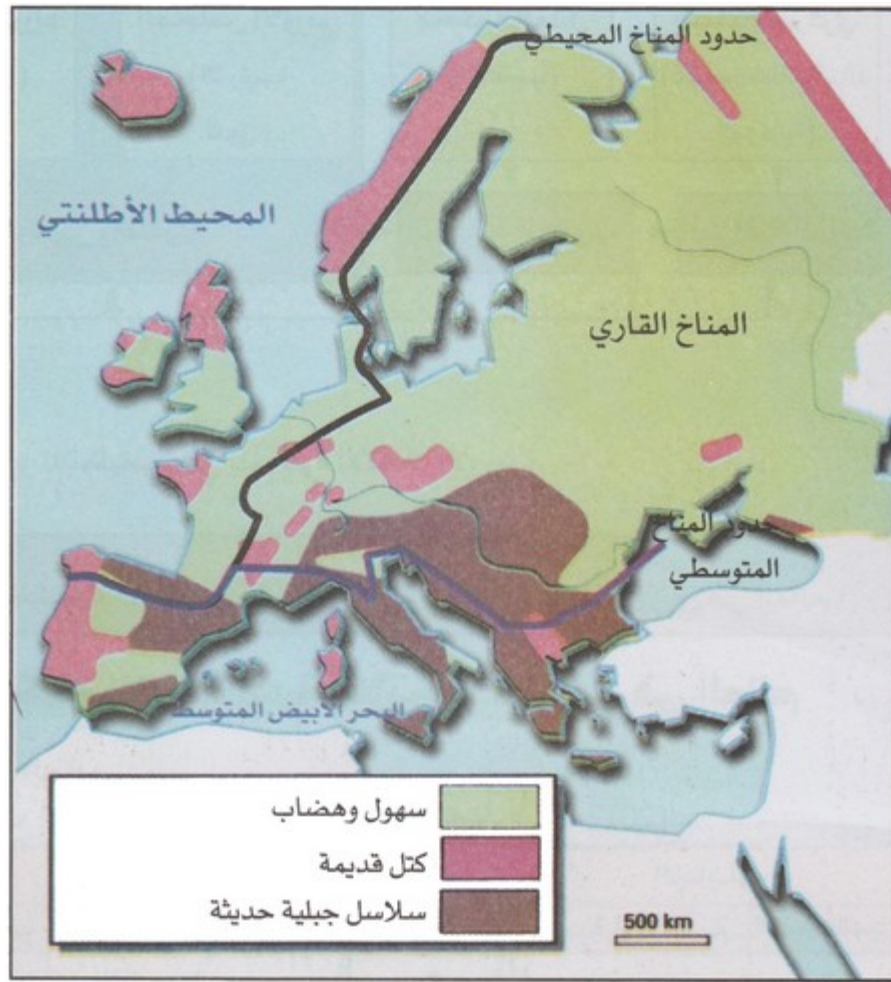 حدود المناخ المحيطي
المحيط الأطلنتي
المناخ القاري
حدود المناخ
المتوسطي
البحر الأبيض المتوسط
سهول وهضاب
كتل قديمة
سلاسل جبلية حديثة
500 km